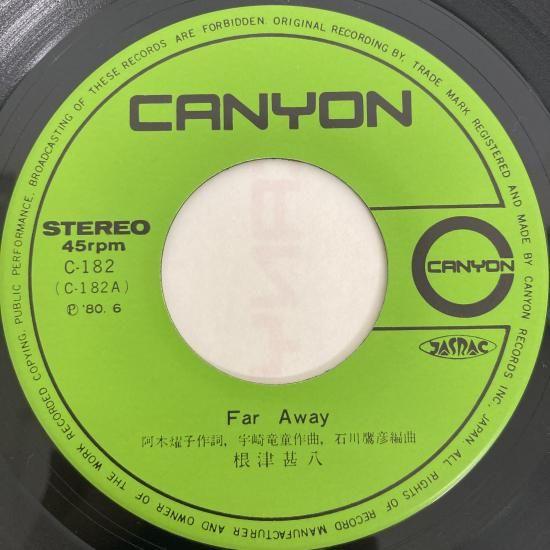 CANYON
STEREO
45rpm
C-182
(C-182A)
Ⓟ '80. 6
CANYON
JASRAC
Far Away
阿木燿子作詞, 宇崎竜童作曲, 石川鷹彦編曲
根津甚八
ALL RIGHTS OF RECORD MANUFACTURER AND OWNER OF THE WORK RECORDED COPYING, PUBLIC PERFORMANCE, BROADCASTING OF THESE RECORDS ARE FORBIDDEN. ORIGINAL RECORDING BY, TRADE MARK REGISTERED AND MADE BY CANYON RECORDS INC, JAPAN